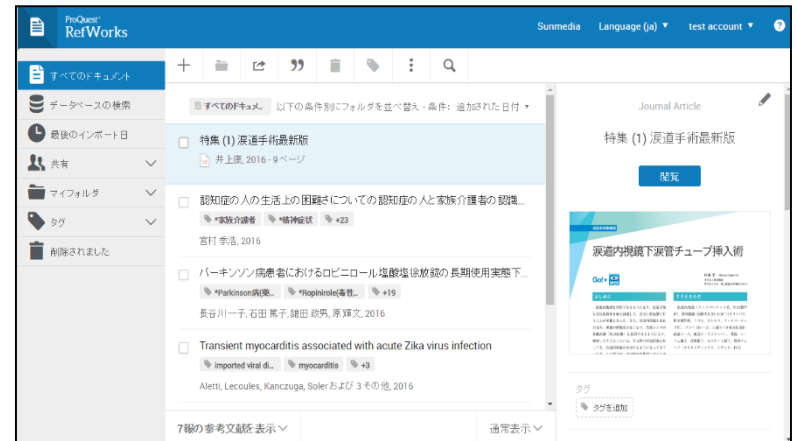 ProQuest®
RefWorks
Sunmedia
Language (ja)
test account
?
すべてのドキュメント
データベースの検索
最後のインポート日
共有
マイフォルダ
タグ
削除されました
すべてのドキュメ...
以下の条件別にフォルダを並べ替え - 条件: 追加された日付
特集 (1) 涙道手術最新版
井上康, 2016 - 9 ページ
認知症の人の生活上の困難さについての認知症の人と家族介護者の認識...
*家族介護者 *精神症状 +23
宮村 季浩, 2016
パーキンソン病患者におけるロピニロール塩酸塩徐放錠の長期使用実態下...
*Parkinson病(薬... *Ropinirole(毒性... +19
長谷川一子, 石田 篤子, 諸田 政男, 原 輝文, 2016
Transient myocarditis associated with acute Zika virus infection
imported viral di... myocarditis +3
Aletti, Lecoules, Kanczuga, Soler および 3 その他, 2016
7報の参考文献を表示
通常表示
Journal Article
特集 (1) 涙道手術最新版
閲覧
涙道内視鏡下涙管チューブ挿入術
Go!
はじめに
タグ
タグを追加